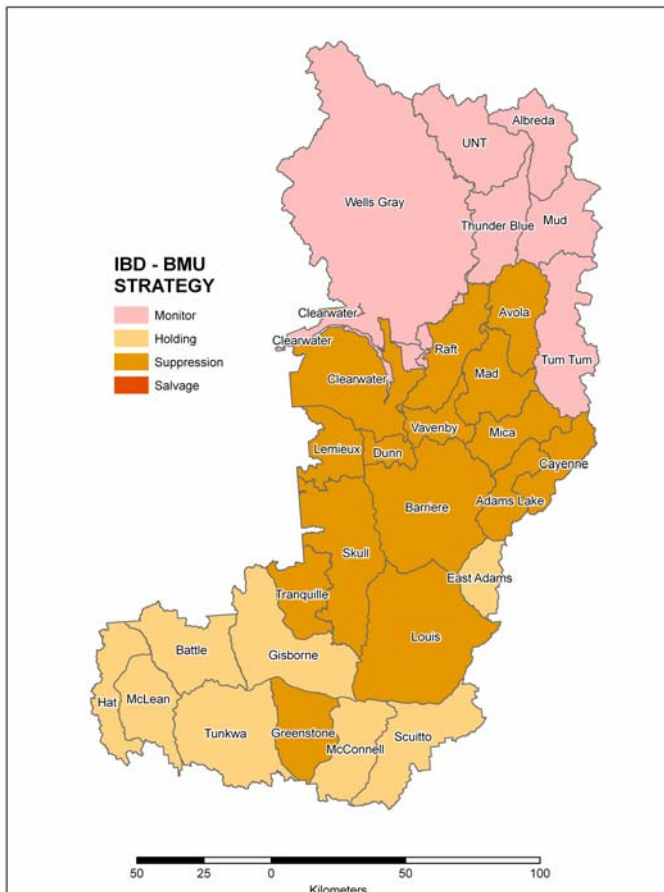 Albreda
UNT
Wells Gray
Thunder Blue
Mud
IBD - BMU
STRATEGY
Monitor
Holding
Suppression
Salvage
Clearwater
Clearwater
Avola
Raft
Tum Tum
Mad
Clearwater
Vavenby
Mica
Lemieux
Dunn
Cayenne
Adams Lake
Barriere
Skull
East Adams
Tranquille
Louis
Battle
Gisborne
Hat
McLean
Tunkwa
Greenstone
McConnell
Scuitto
50 25 0 50 100
Kilometers